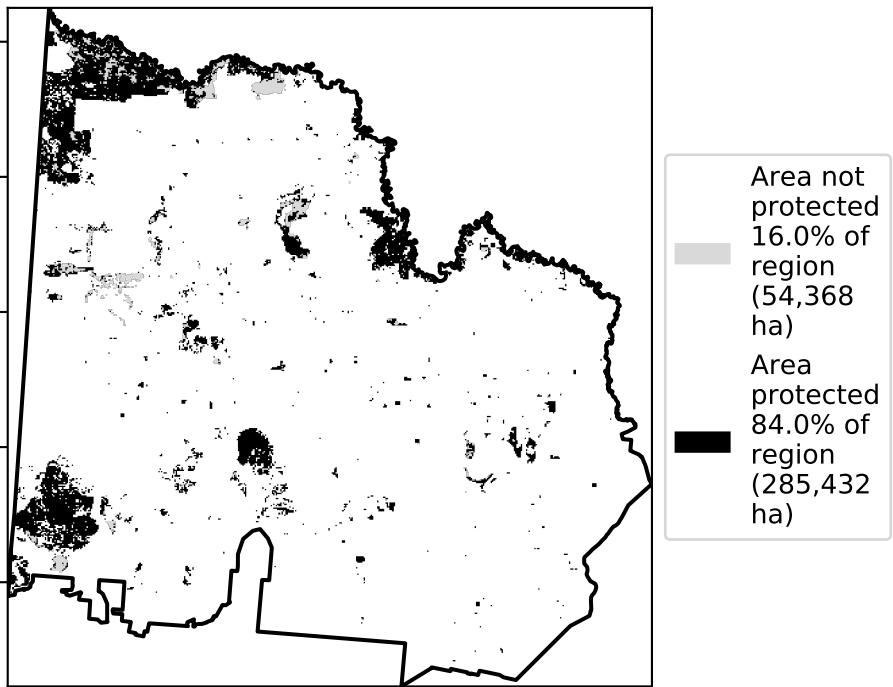 Area not
protected
16.0% of
region
(54,368
ha)
Area
protected
84.0% of
region
(285,432
ha)